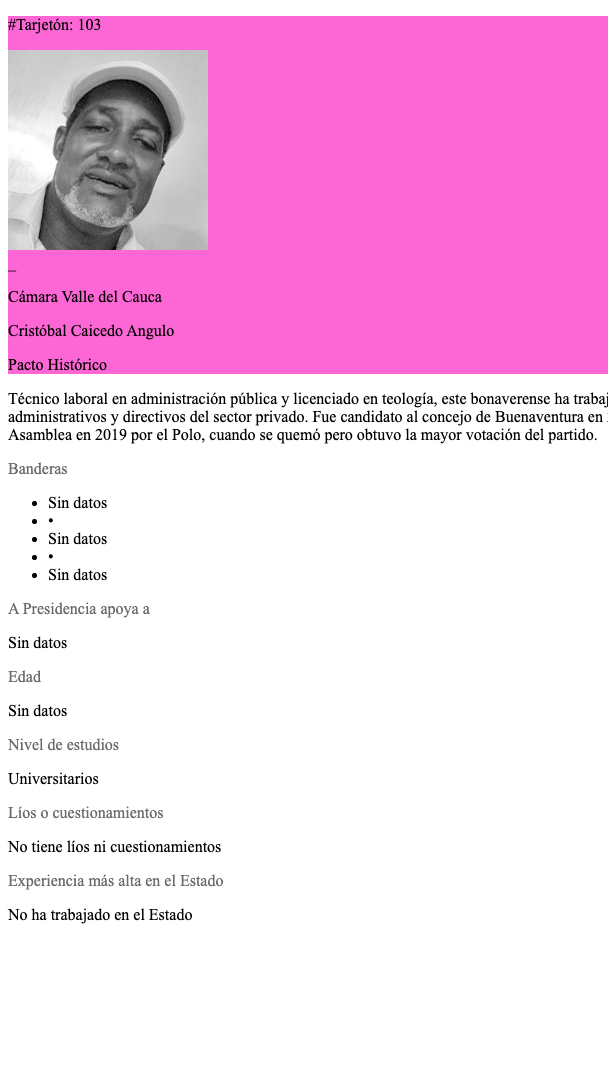 #Tarjetón: 103
_
Cámara Valle del Cauca
Cristóbal Caicedo Angulo
Pacto Histórico
Técnico laboral en administración pública y licenciado en teología, este bonaverense ha
administrativos y directivos del sector privado. Fue candidato al concejo de Buenaventura en
Asamblea en 2019 por el Polo, cuando se quemó pero obtuvo la mayor votación del partido.
Banderas
• Sin datos
• •
• Sin datos
• •
• Sin datos
A Presidencia apoya a
Sin datos
Edad
Sin datos
Nivel de estudios
Universitarios
Líos o cuestionamientos
No tiene líos ni cuestionamientos
Experiencia más alta en el Estado
No ha trabajado en el Estado